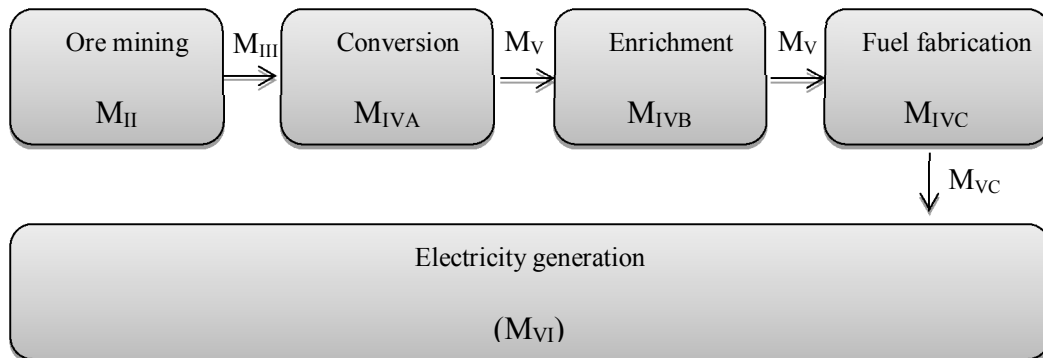 Ore mining
M_III
Conversion
M_V
Enrichment
M_V
Fuel fabrication
M_II
M_IVA
M_IVB
M_IVC
M_VC
Electricity generation
(M_VI)